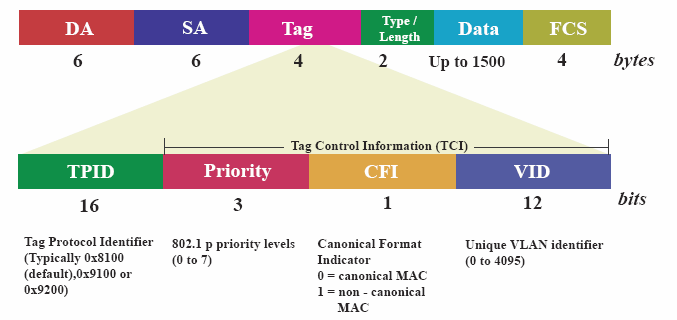 DA SA Tag Type / Length Data FCS
6 6 4 2 Up to 1500 4 bytes
Tag Control Information (TCI)
TPID Priority CFI VID
16 3 1 12 bits
Tag Protocol Identifier
(Typically 0x8100
(default),0x9100 or
0x9200)
802.1 p priority levels
(0 to 7)
Canonical Format
Indicator
0 = canonical MAC
1 = non - canonical
MAC
Unique VLAN identifier
(0 to 4095)